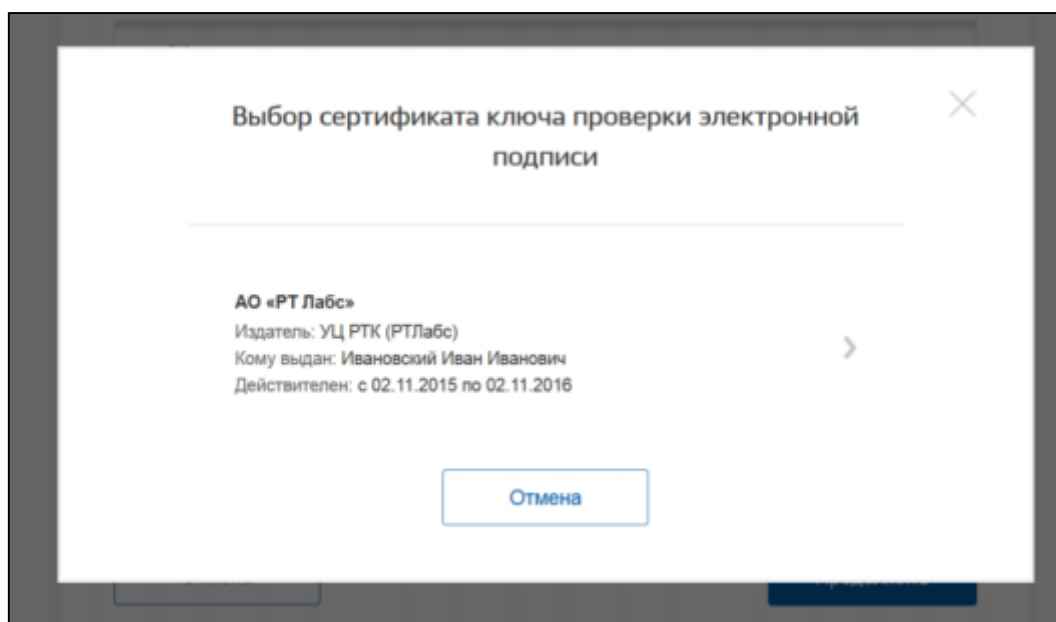 Выбор сертификата ключа проверки электронной
подписи
АО «РТ Лабс»
Издатель: УЦ РТК (РТЛабс)
Кому выдан: Ивановский Иван Иванович
Действителен: с 02.11.2015 по 02.11.2016
Отмена